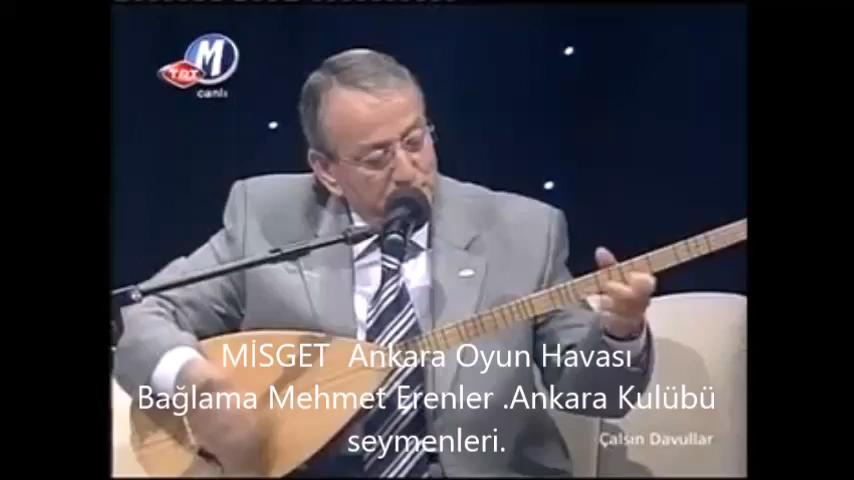 TRT M
canlı
MİSGET Ankara Oyun Havası
Bağlama Mehmet Erenler .Ankara Kulübü
seymenleri.
Çalsın Davullar